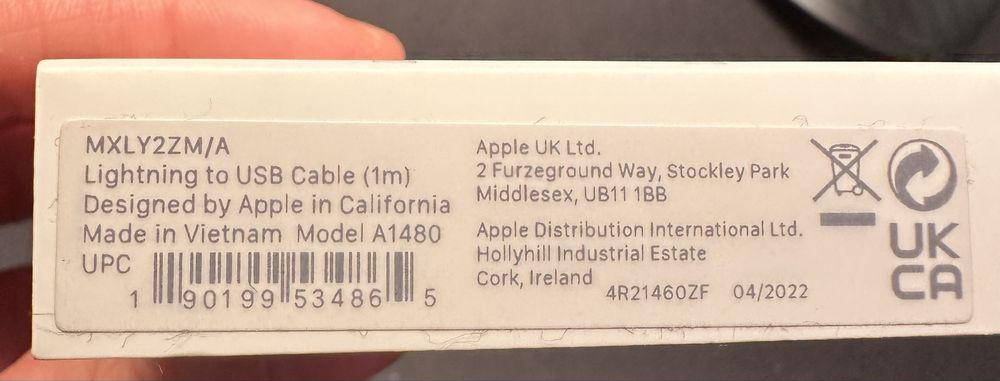 MXLY2ZM/A
Lightning to USB Cable (1m)
Designed by Apple in California
Made in Vietnam Model A1480
UPC
1 90199 53486 5
Apple UK Ltd.
2 Furzeground Way, Stockley Park
Middlesex, UB11 1BB
Apple Distribution International Ltd.
Hollyhill Industrial Estate
Cork, Ireland
4R21460ZF 04/2022
UK
CA